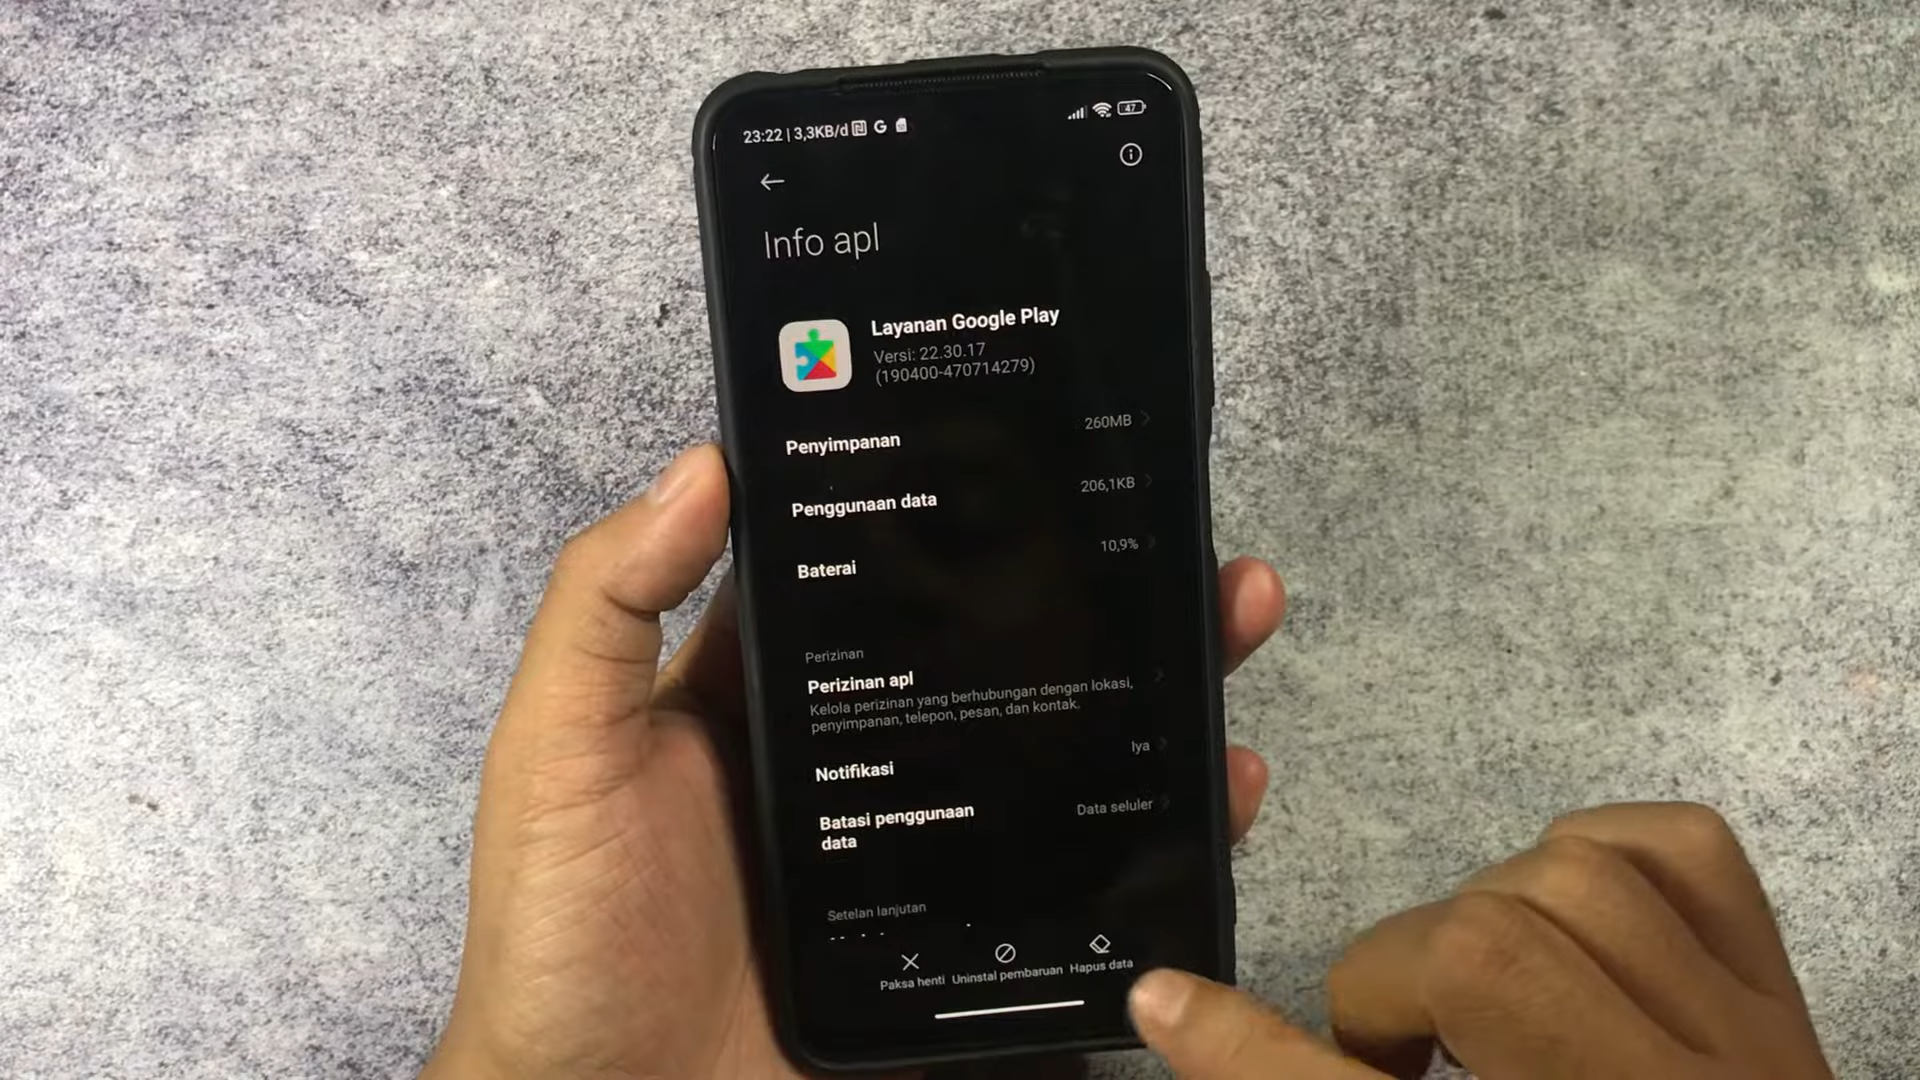 23:22 | 3,3KB/d
47
Info apl
Layanan Google Play
Versi: 22.30.17
(190400-470714279)
Penyimpanan
260MB
Penggunaan data
206,1KB
Baterai
10,9%
Perizinan
Perizinan apl
Kelola perizinan yang berhubungan dengan lokasi,
penyimpanan, telepon, pesan, dan kontak.
Notifikasi
Iya
Batasi penggunaan
data
Data seluler
Setelan lanjutan
Paksa henti
Uninstal pembaruan
Hapus data